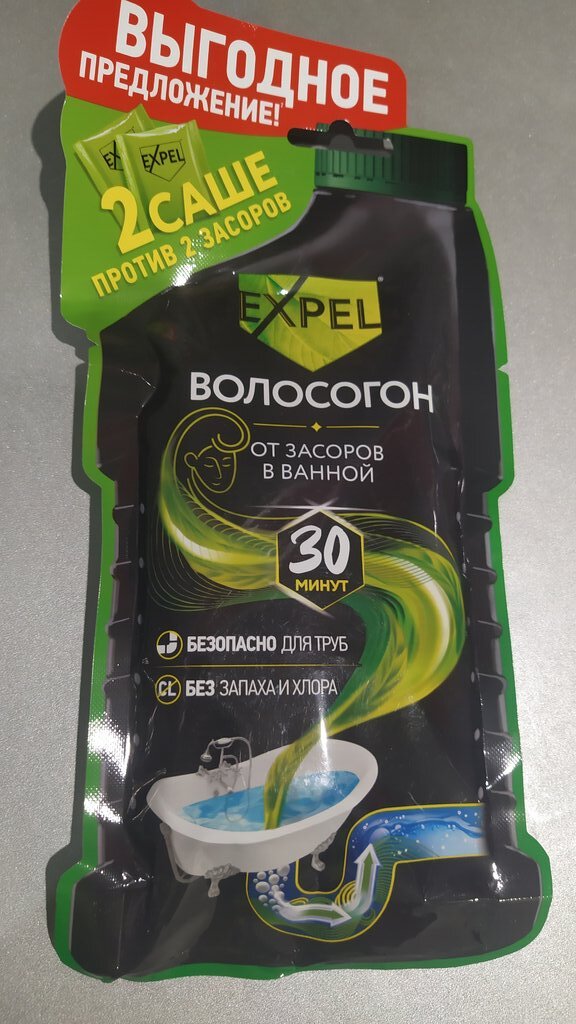 ВЫГОДНОЕ
ПРЕДЛОЖЕНИЕ!
EXPEL
2 САШЕ
ПРОТИВ 2 ЗАСОРОВ
EXPEL
ВОЛОСОГОН
ОТ ЗАСОРОВ
В ВАННОЙ
30
МИНУТ
БЕЗОПАСНО ДЛЯ ТРУБ
CL БЕЗ ЗАПАХА И ХЛОРА